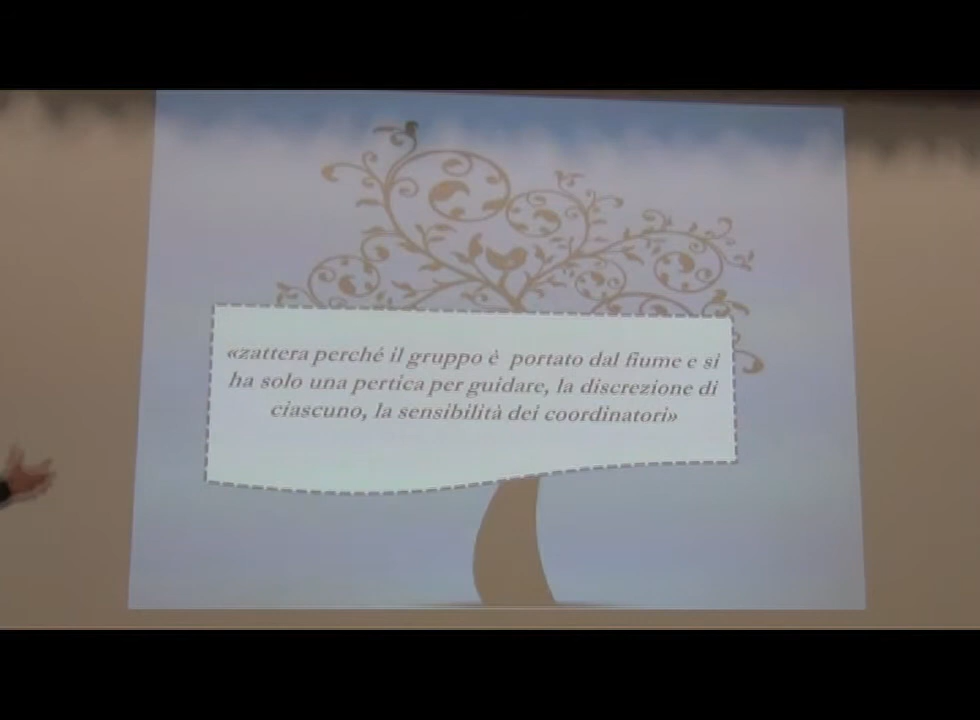 «zattera perché il gruppo è portato dal fiume e si
ha solo una pertica per guidare, la discrezione di
ciascuno, la sensibilità dei coordinatori»